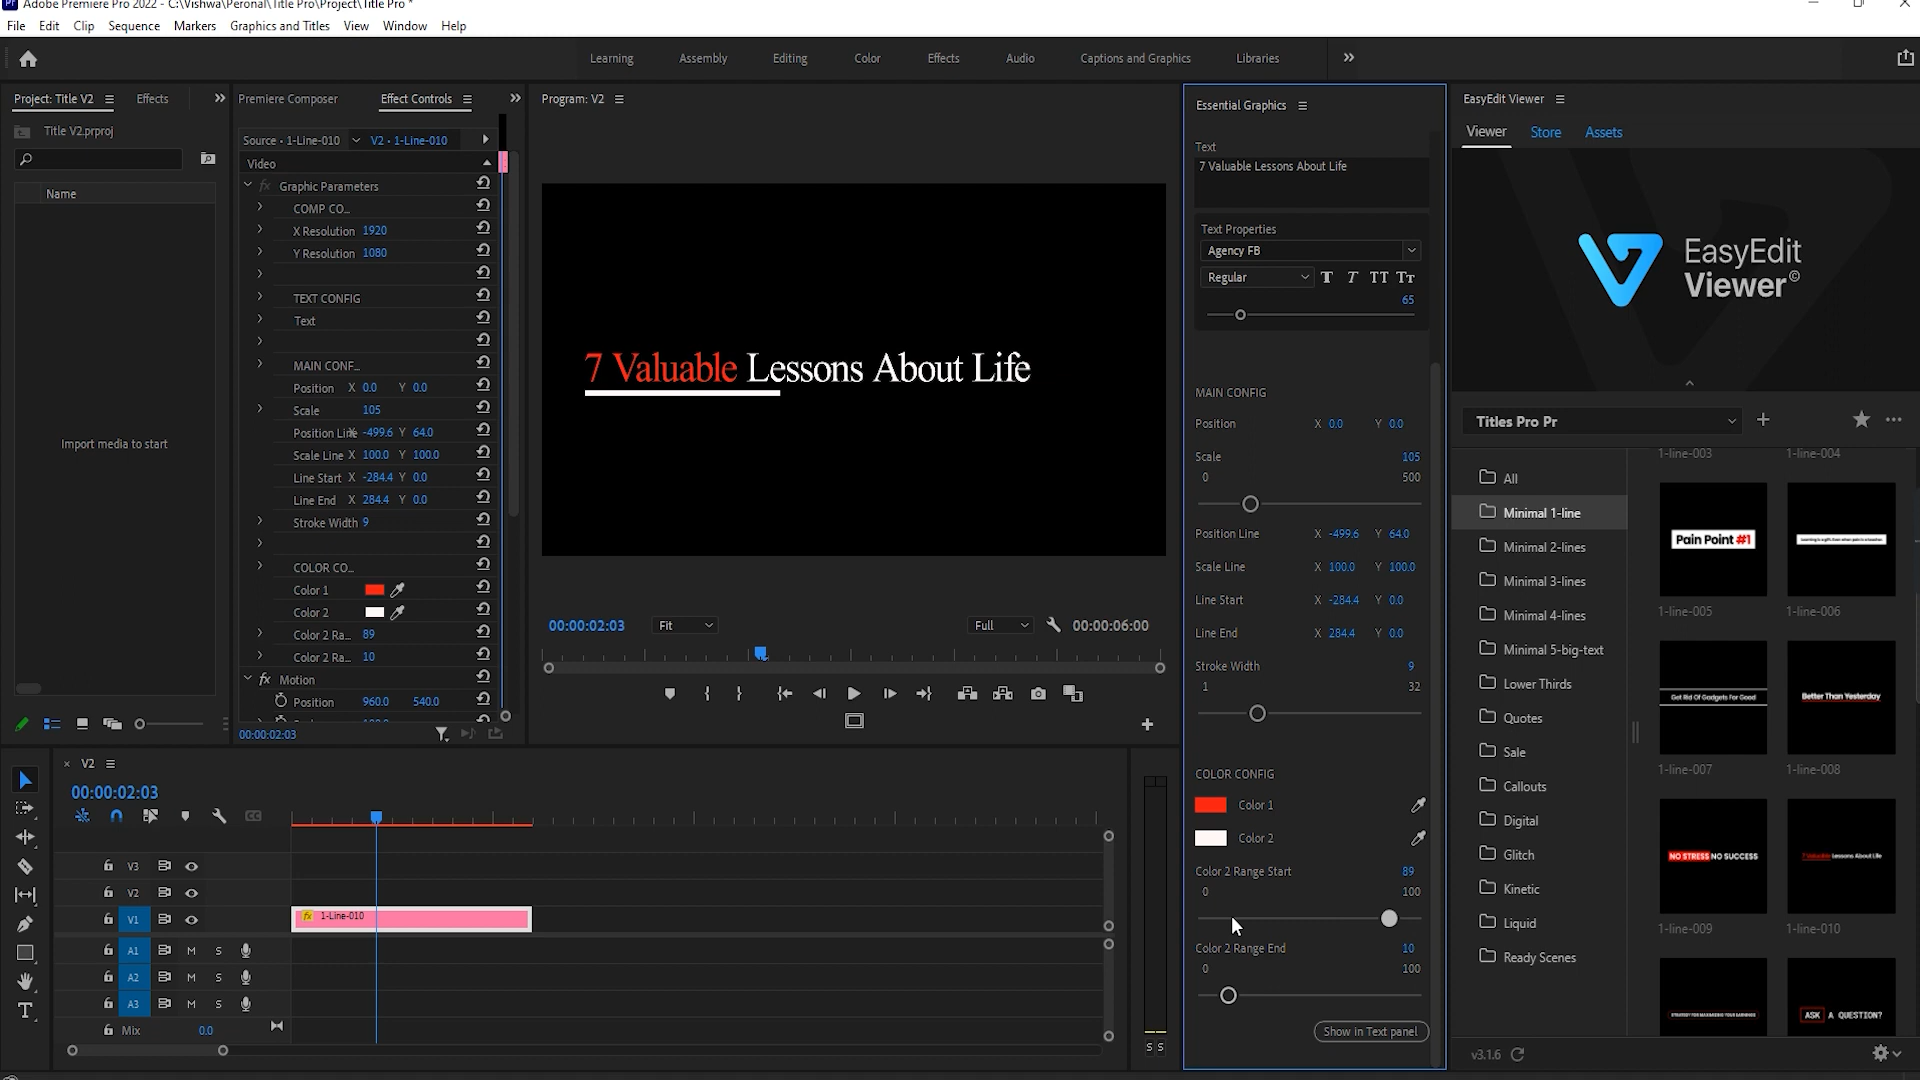 Adobe Premiere Pro 2022 - C:\Vishwa\Peronal\Title Pro\Project\Title Pro *
File Edit Clip Sequence Markers Graphics and Titles View Window Help
Learning Assembly Editing Color Effects Audio Captions and Graphics Libraries
Project: Title V2 Effects
Title V2.prproj
Name
Import media to start
Premiere Composer Effect Controls
Source • 1-Line-010 V2 • 1-Line-010
Video
fx Graphic Parameters
COMP CO...
X Resolution 1920
Y Resolution 1080
TEXT CONFIG
Text
MAIN CONF...
Position X 0.0 Y 0.0
Scale 105
Position Line X -499.6 Y 64.0
Scale Line X 100.0 Y 100.0
Line Start X -284.4 Y 0.0
Line End X 284.4 Y 0.0
Stroke Width 9
COLOR CO...
Color 1
Color 2
Color 2 Ra... 89
Color 2 Ra... 10
fx Motion
Position 960.0 540.0
00:00:02:03
Program: V2
7 Valuable Lessons About Life
00:00:02:03 Fit Full 00:00:06:00
Essential Graphics
Text
7 Valuable Lessons About Life
Text Properties
Agency FB
Regular T T TT Tт
65
MAIN CONFIG
Position X 0.0 Y 0.0
Scale 105
0 500
Position Line X -499.6 Y 64.0
Scale Line X 100.0 Y 100.0
Line Start X -284.4 Y 0.0
Line End X 284.4 Y 0.0
Stroke Width 9
1 32
COLOR CONFIG
Color 1
Color 2
Color 2 Range Start 89
0 100
Color 2 Range End 10
0 100
Show in Text panel
EasyEdit Viewer
Viewer Store Assets
EasyEdit
Viewer©
Titles Pro Pr
All
Minimal 1-line
Minimal 2-lines
Minimal 3-lines
Minimal 4-lines
Minimal 5-big-text
Lower Thirds
Quotes
Sale
Callouts
Digital
Glitch
Kinetic
Liquid
Ready Scenes
1-line-003 1-line-004
Pain Point #1
1-line-005 1-line-006
Get Rid Of Gadgets For Good Better Than Yesterday
1-line-007 1-line-008
NO STRESS NO SUCCESS 7 Valuable Lessons About Life
1-line-009 1-line-010
ASK A QUESTION?
v3.1.6
V2
00:00:02:03
V3
V2
V1 fx 1-Line-010
A1 M S
A2 M S
A3 M S
Mix 0.0
S S